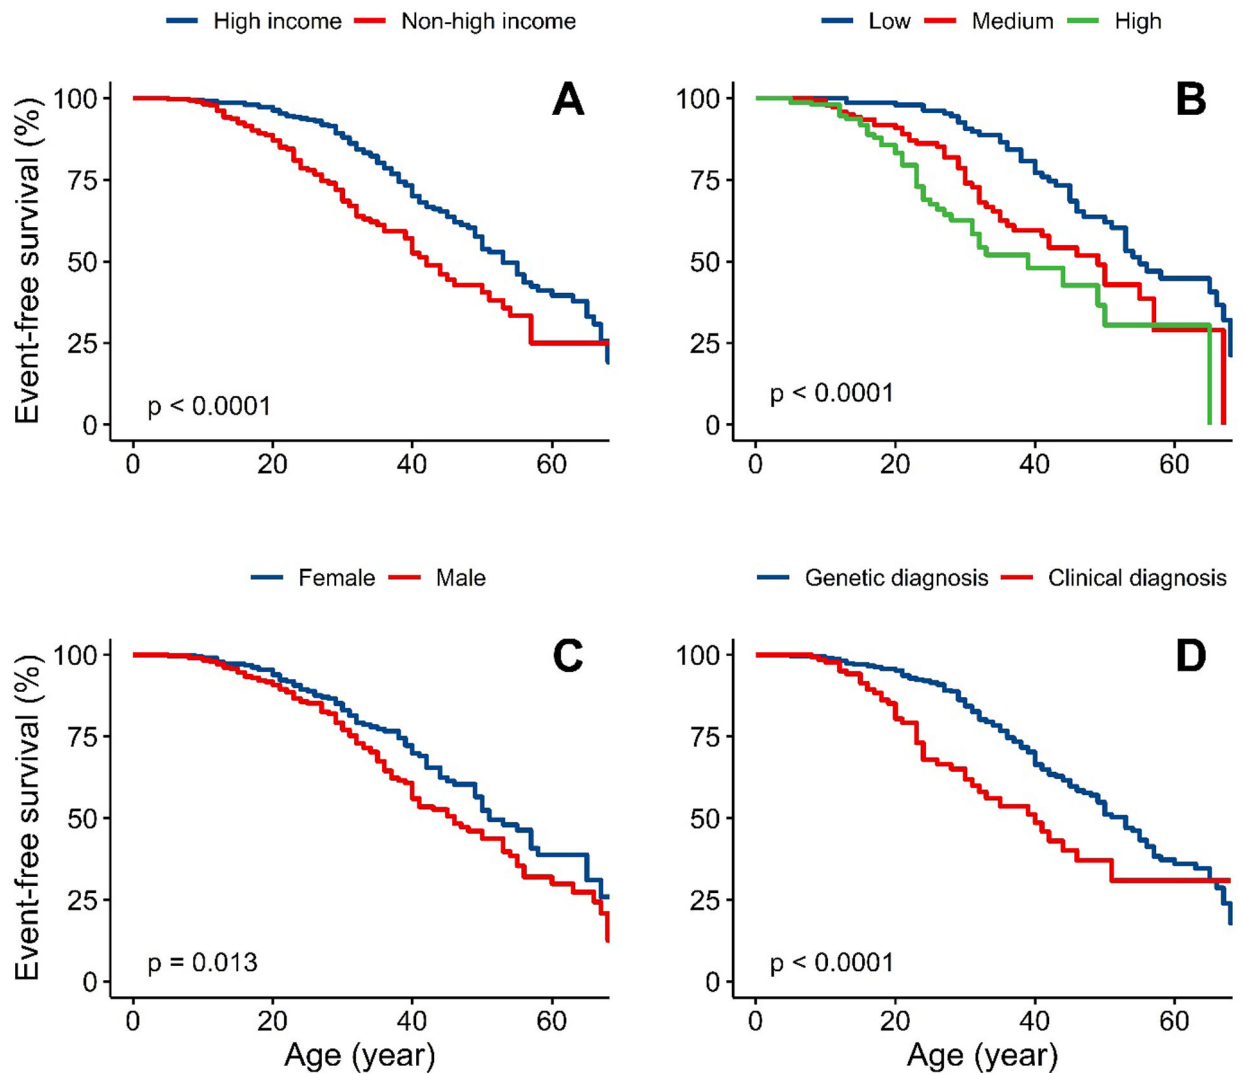 High income Non-high income
Low Medium High
A
B
Event-free survival (%)
100
75
50
25
0
p < 0.0001
0 20 40 60
100
75
50
25
0
p < 0.0001
0 20 40 60
Female Male
Genetic diagnosis Clinical diagnosis
C
D
Event-free survival (%)
100
75
50
25
0
p = 0.013
0 20 40 60
Age (year)
100
75
50
25
0
p < 0.0001
0 20 40 60
Age (year)